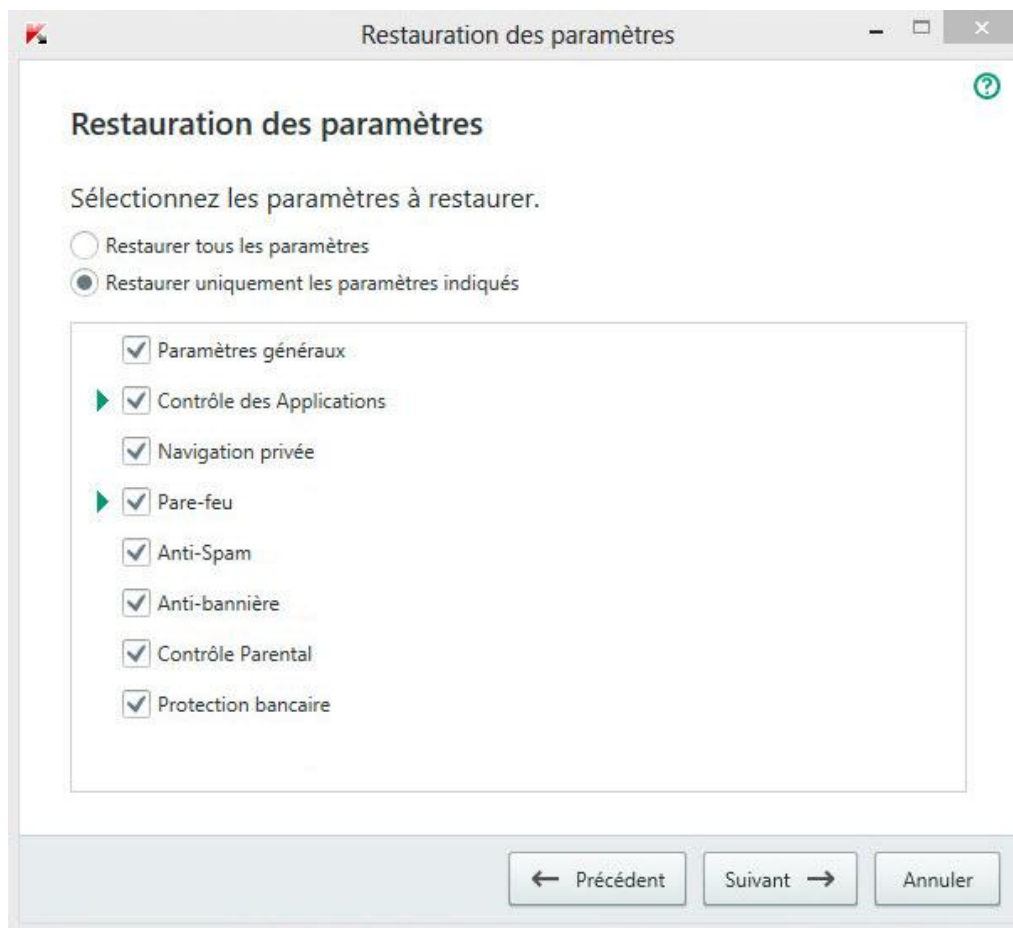 Restauration des paramètres
Restauration des paramètres
Sélectionnez les paramètres à restaurer.
Restaurer tous les paramètres
Restaurer uniquement les paramètres indiqués
Paramètres généraux
Contrôle des Applications
Navigation privée
Pare-feu
Anti-Spam
Anti-bannière
Contrôle Parental
Protection bancaire
Précédent
Suivant
Annuler